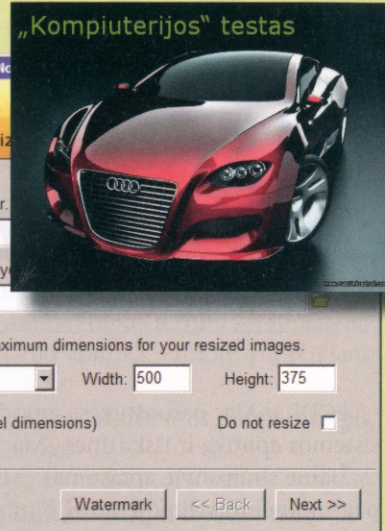 „Kompiuterijos“ testas
r.
aximum dimensions for your resized images.
Width: 500 Height: 375
el dimensions) Do not resize
Watermark << Back Next >>